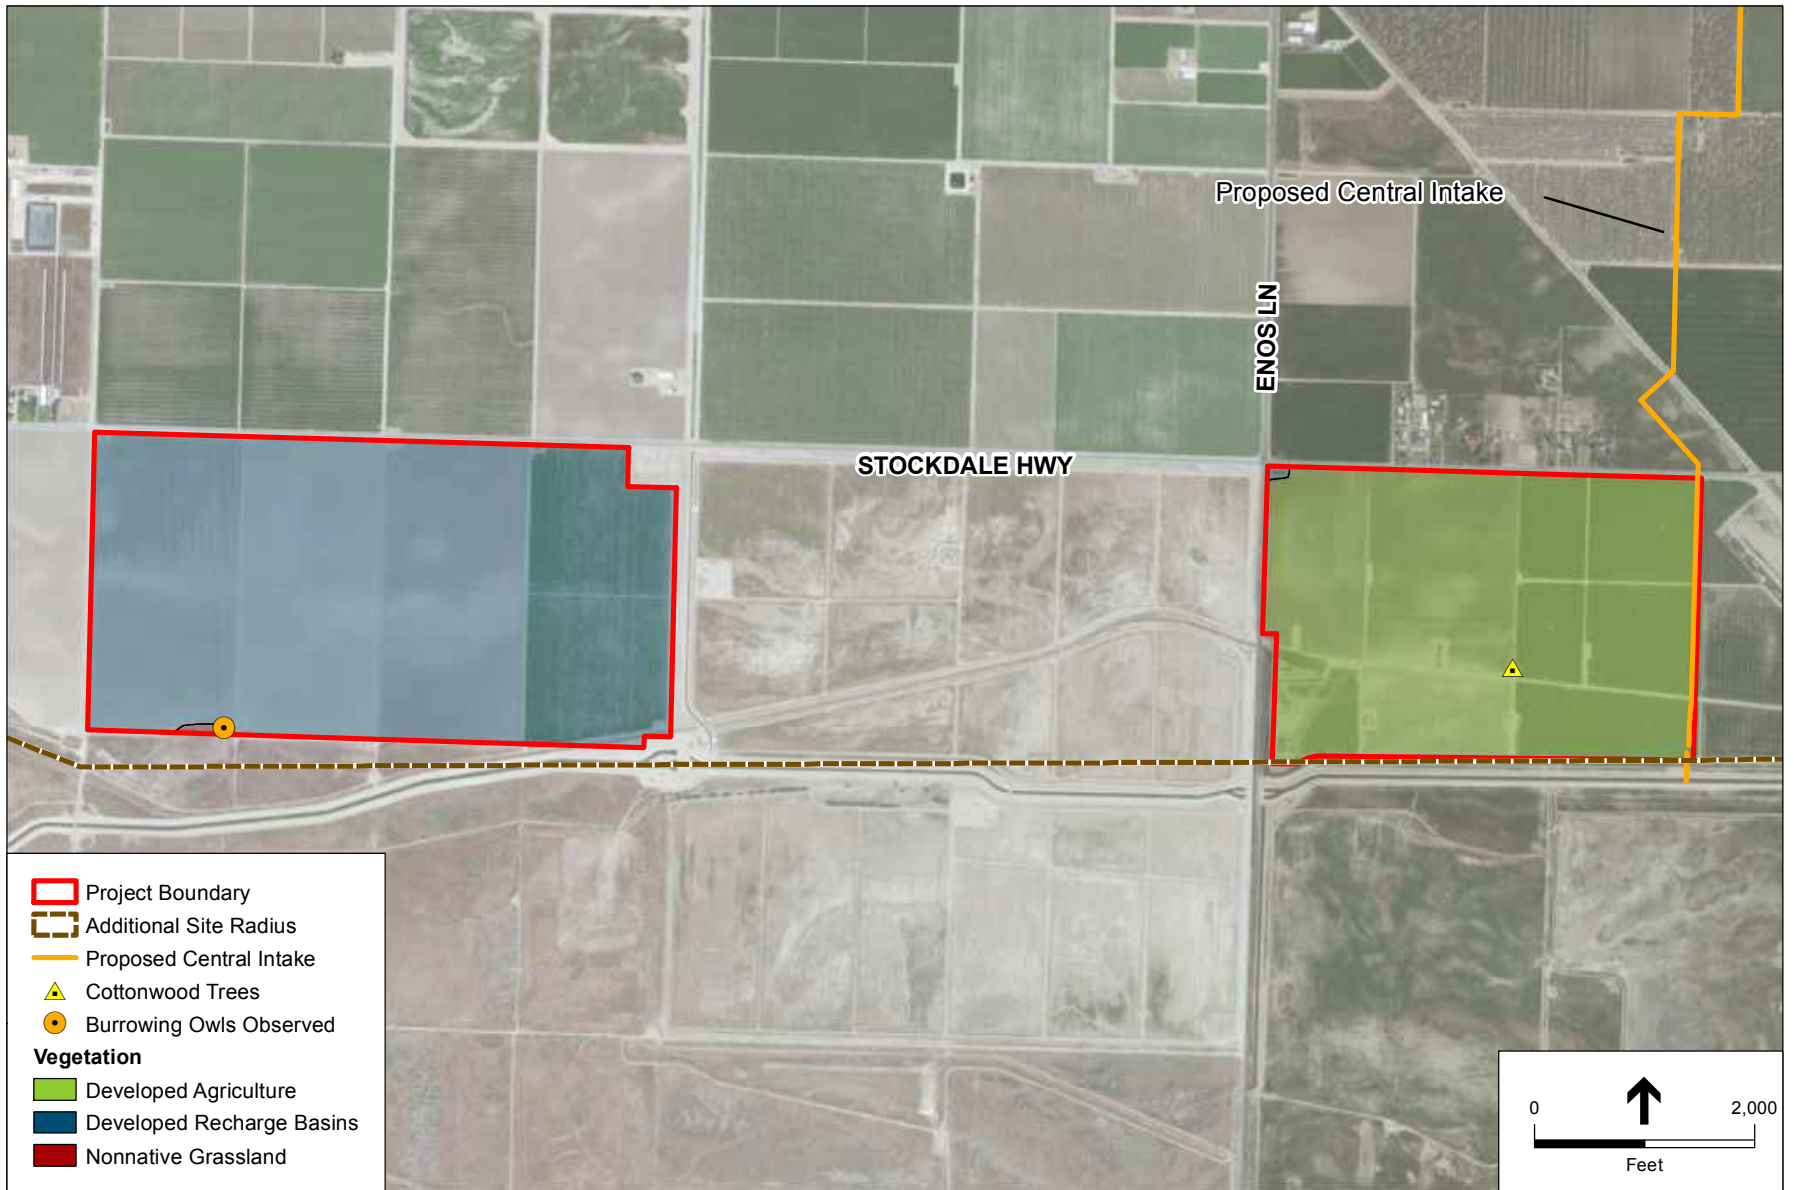 Proposed Central Intake
ENOS LN
STOCKDALE HWY
Project Boundary
Additional Site Radius
Proposed Central Intake
Cottonwood Trees
Burrowing Owls Observed
Vegetation
Developed Agriculture
Developed Recharge Basins
Nonnative Grassland
0 2,000
Feet